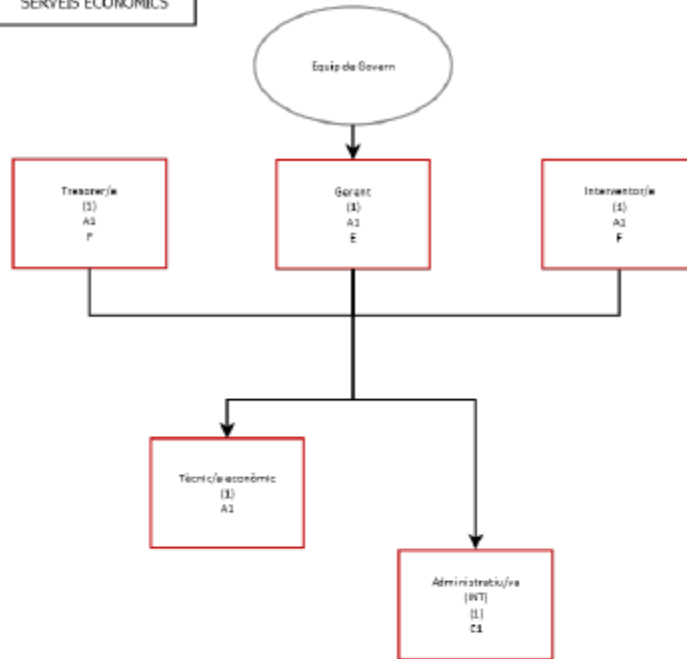 SERVEIS ECONÒMICS
Equip de Govern
Tresorer/e
(1)
A1
F
Gerent
(1)
A1
E
Interventor/e
(1)
A1
F
Tècnic/a econòmic
(1)
A1
Administratiu/va
(INT)
(1)
C1